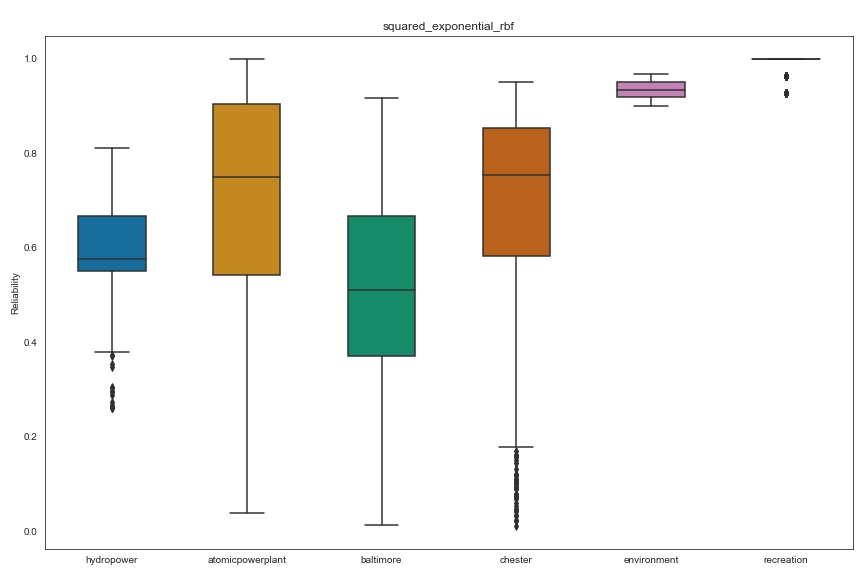 squared_exponential_rbf
Reliability
1.0
0.8
0.6
0.4
0.2
0.0
hydropower atomicpowerplant baltimore chester environment recreation